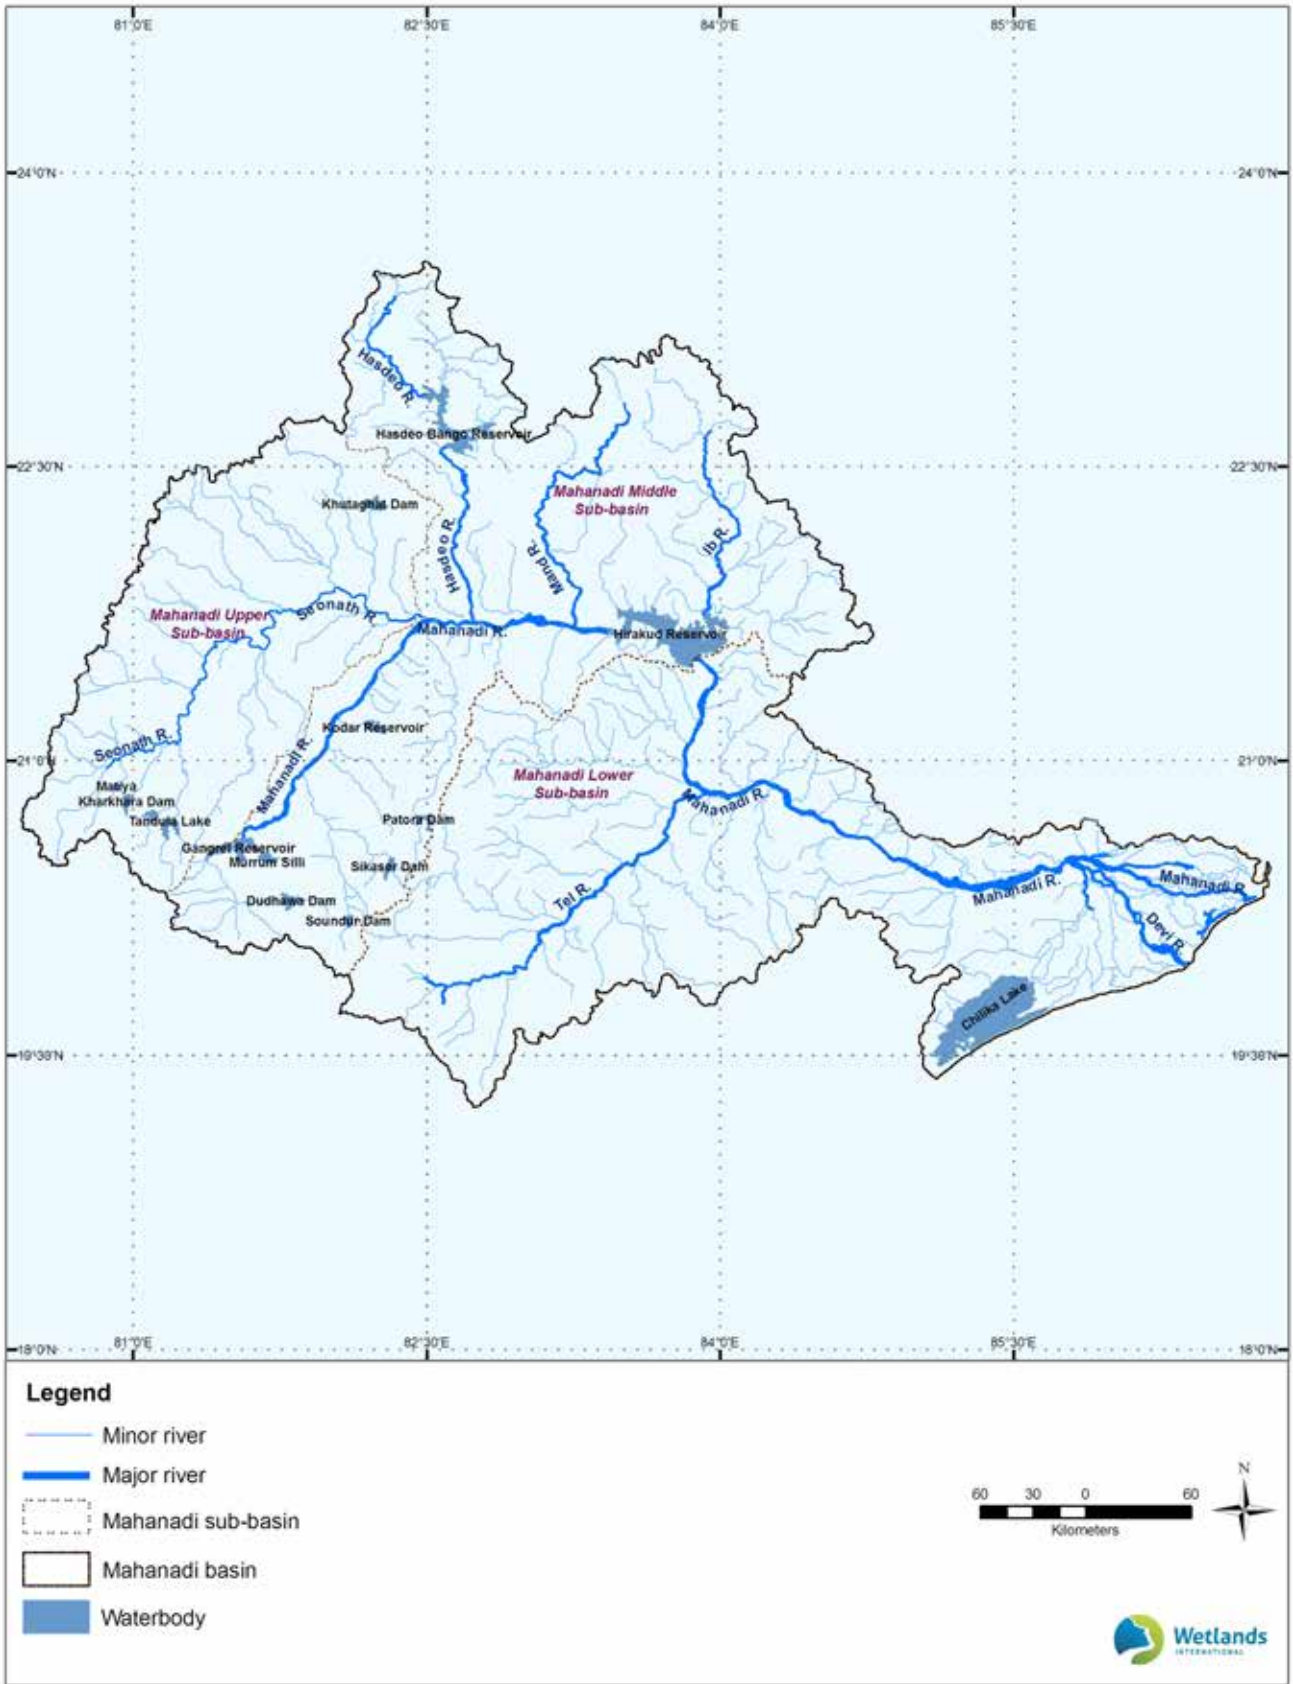 81°0'E 82°30'E 84°0'E 85°30'E
24°0'N 24°0'N
Hasdeo R.
Hasdeo Bango Reservoir
22°30'N 22°30'N
Mahanadi Middle
Sub-basin
Khutaghat Dam
Hasdeo R.
Mand R.
Ib R.
Mahanadi Upper
Sub-basin
Seonath R.
Mahanadi R.
Hirakud Reservoir
Kodar Reservoir
Seonath R.
Mahanadi R.
21°0'N 21°0'N
Mahanadi Lower
Sub-basin
Matiya
Kharkhara Dam
Mahanadi R.
Tandula Lake
Patora Dam
Gangrel Reservoir
Murrum Silli
Sikaser Dam
Mahanadi R.
Mahanadi R.
Tel R.
Dudhawa Dam
Soundur Dam
Devi R.
Chilika Lake
19°30'N 19°30'N
18°0'N 18°0'N
81°0'E 82°30'E 84°0'E 85°30'E
Legend
Minor river
Major river
Mahanadi sub-basin
Mahanadi basin
Waterbody
N
60 30 0 60
Kilometers
Wetlands
INTERNATIONAL